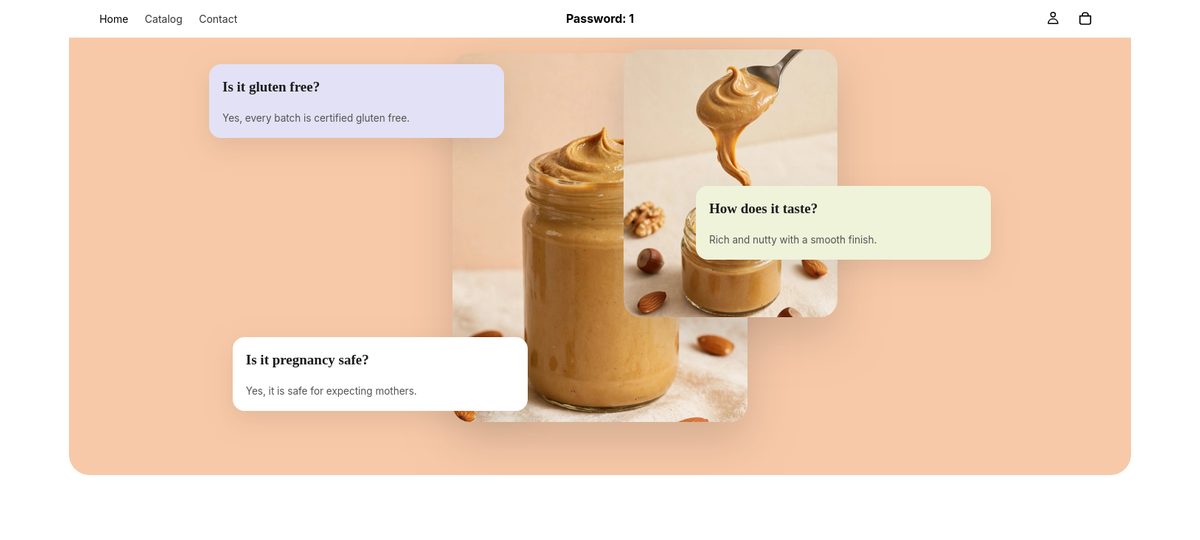 Home Catalog Contact Password: 1
Is it gluten free?
Yes, every batch is certified gluten free.
How does it taste?
Rich and nutty with a smooth finish.
Is it pregnancy safe?
Yes, it is safe for expecting mothers.